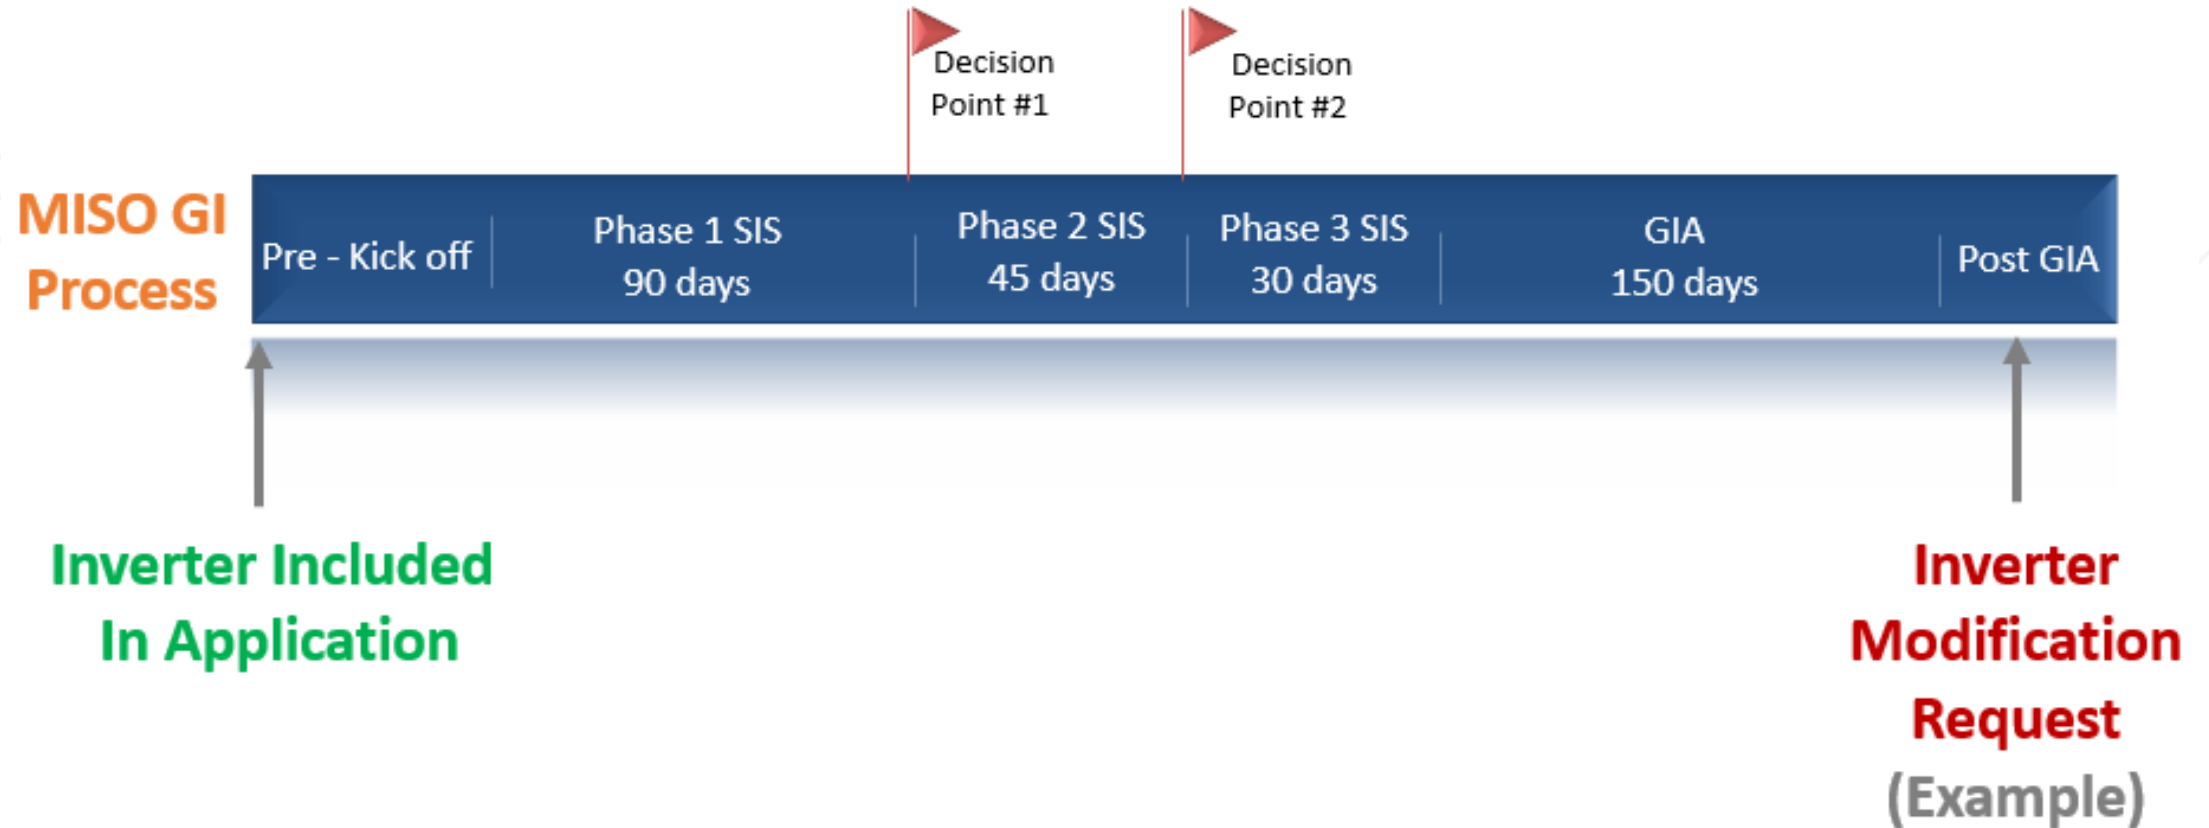 Decision
Point #1
Decision
Point #2
MISO GI
Process
Pre - Kick off
Phase 1 SIS
90 days
Phase 2 SIS
45 days
Phase 3 SIS
30 days
GIA
150 days
Post GIA
Inverter Included
In Application
Inverter
Modification
Request
(Example)